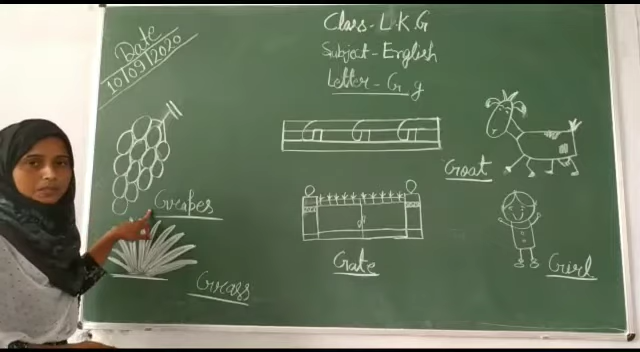 Date
10/09/2020
Class - L.K.G
Subject - English
Letter - G g
G G G
Grapes
Grass
Gate
Goat
Girl